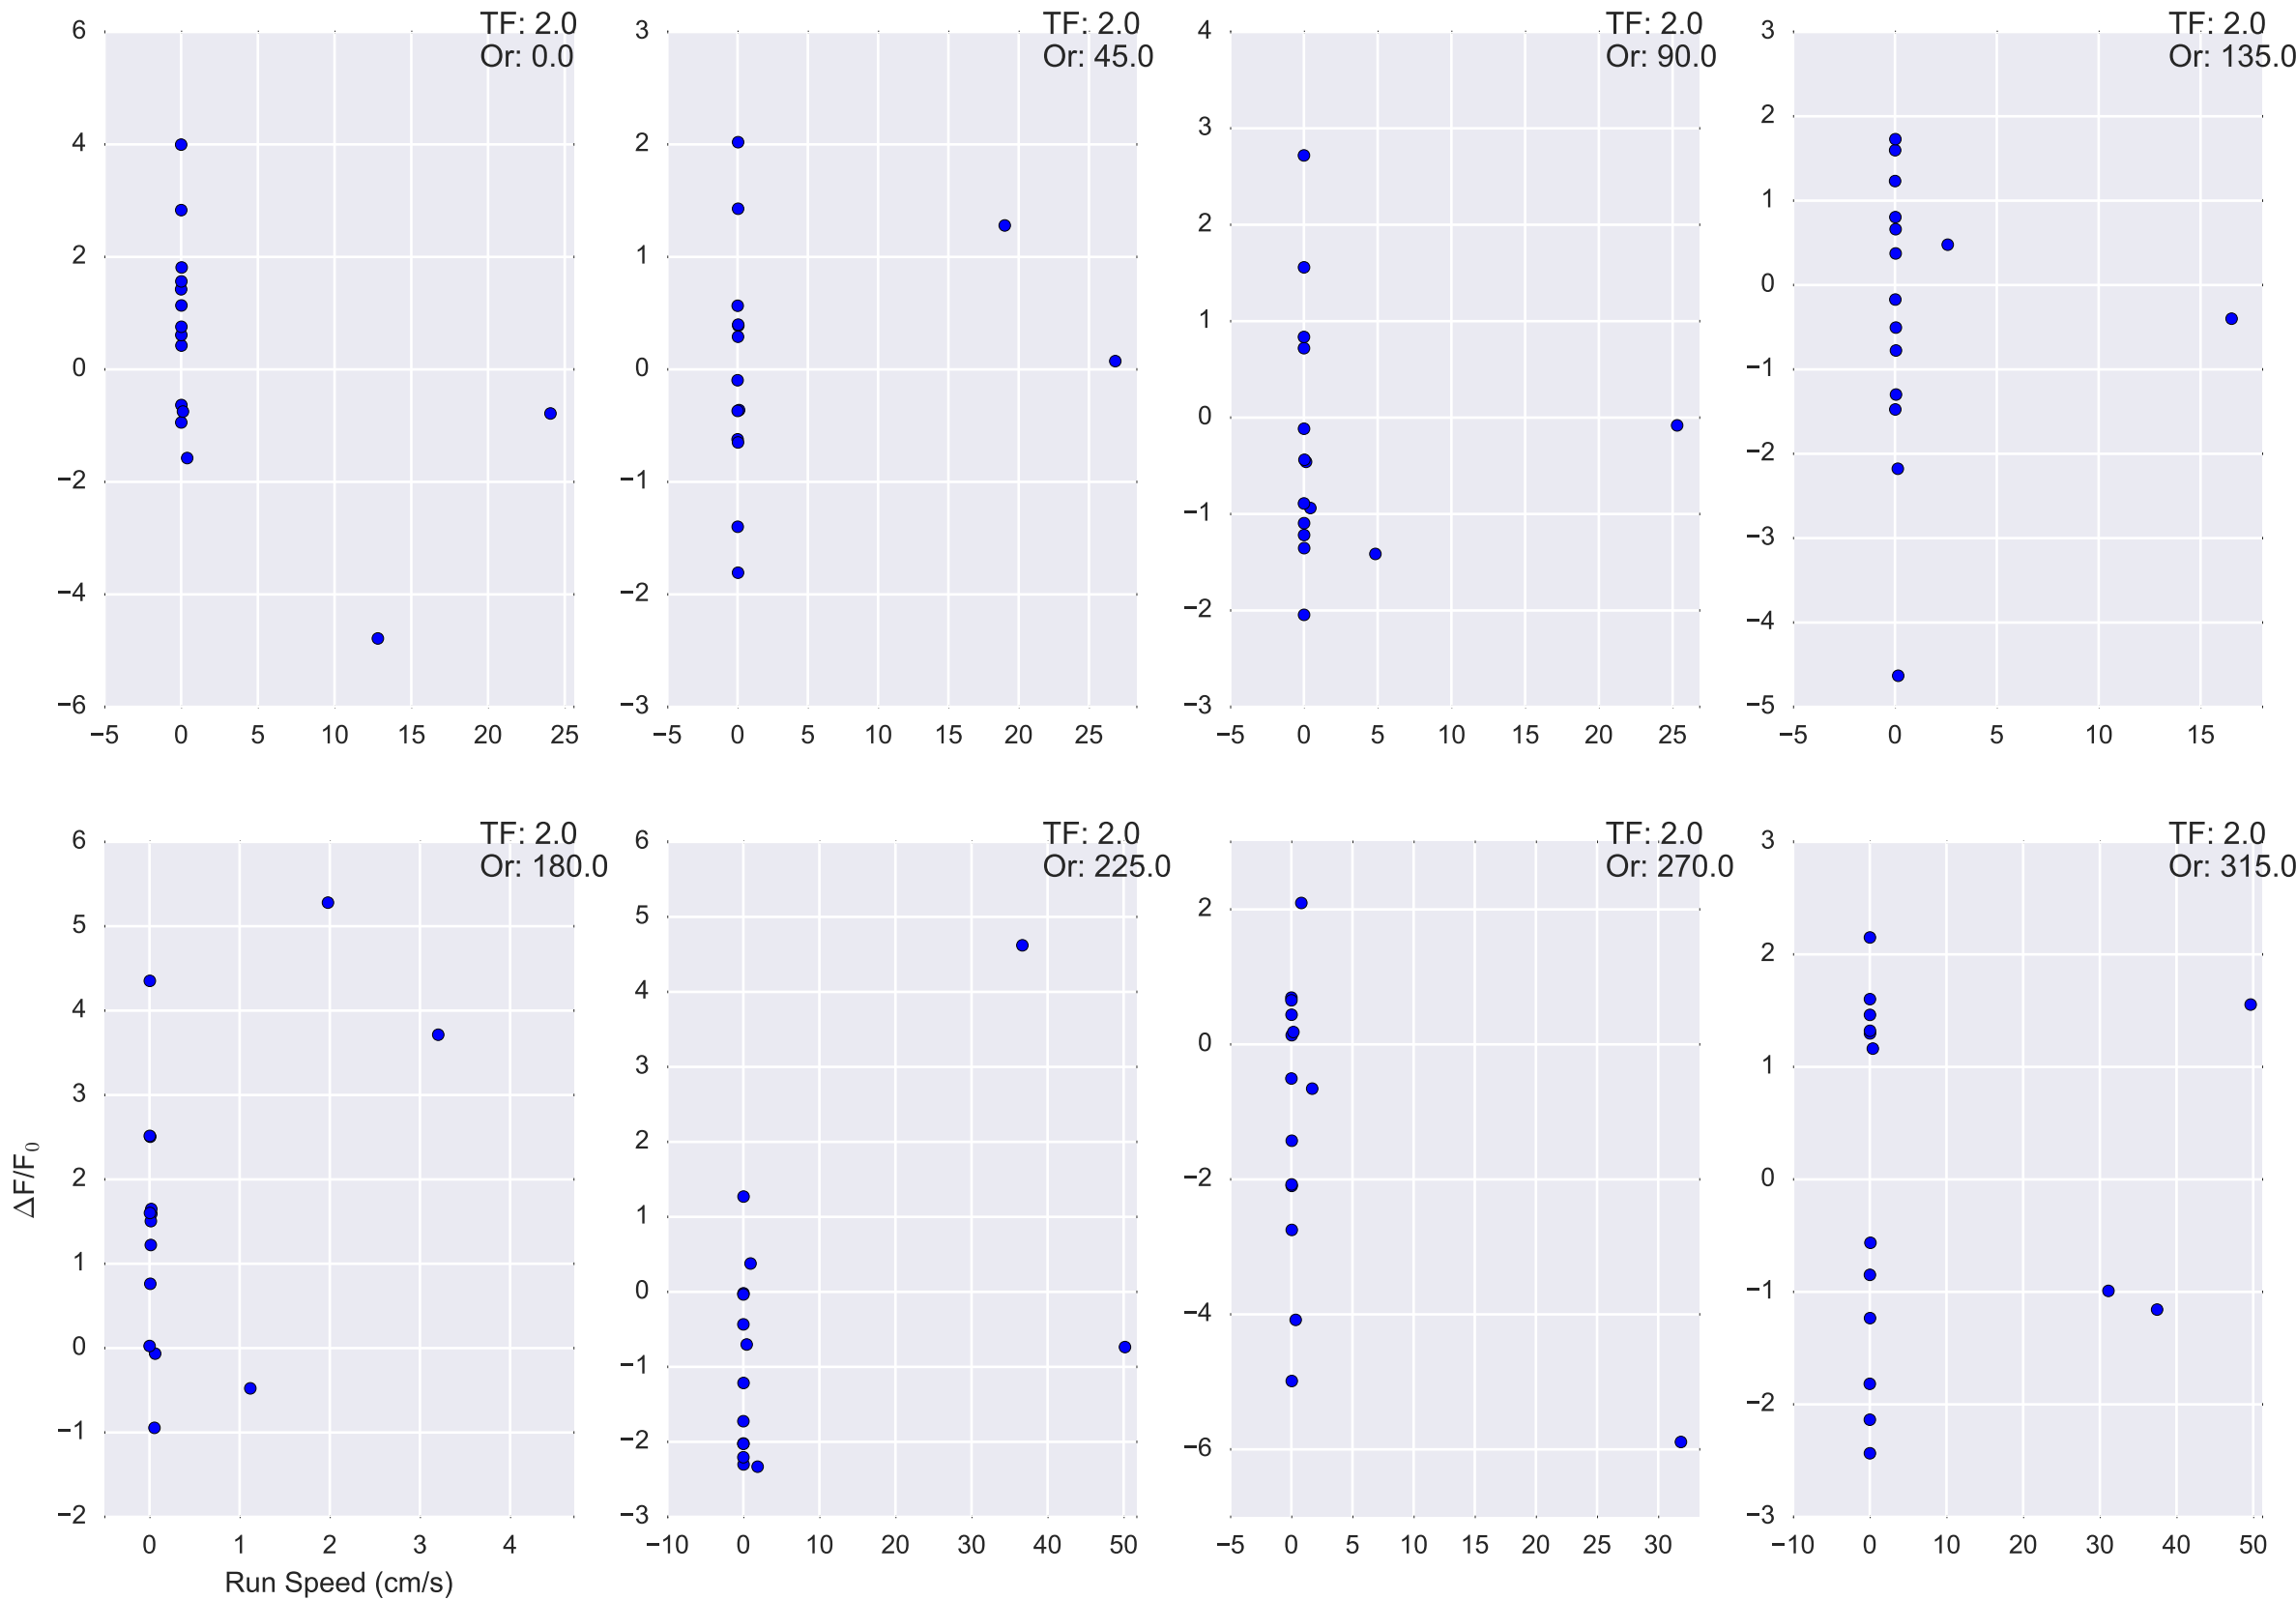 TF: 2.0
Or: 0.0
6
4
2
0
−2
−4
−6
−5 0 5 10 15 20 25
TF: 2.0
Or: 45.0
3
2
1
0
−1
−2
−3
−5 0 5 10 15 20 25
TF: 2.0
Or: 90.0
4
3
2
1
0
−1
−2
−3
−5 0 5 10 15 20 25
TF: 2.0
Or: 135.0
3
2
1
0
−1
−2
−3
−4
−5
−5 0 5 10 15
TF: 2.0
Or: 180.0
6
5
4
3
2
1
0
−1
−2
0 1 2 3 4
ΔF/F₀
Run Speed (cm/s)
TF: 2.0
Or: 225.0
6
5
4
3
2
1
0
−1
−2
−3
−10 0 10 20 30 40 50
TF: 2.0
Or: 270.0
2
0
−2
−4
−6
−5 0 5 10 15 20 25 30
TF: 2.0
Or: 315.0
3
2
1
0
−1
−2
−3
−10 0 10 20 30 40 50